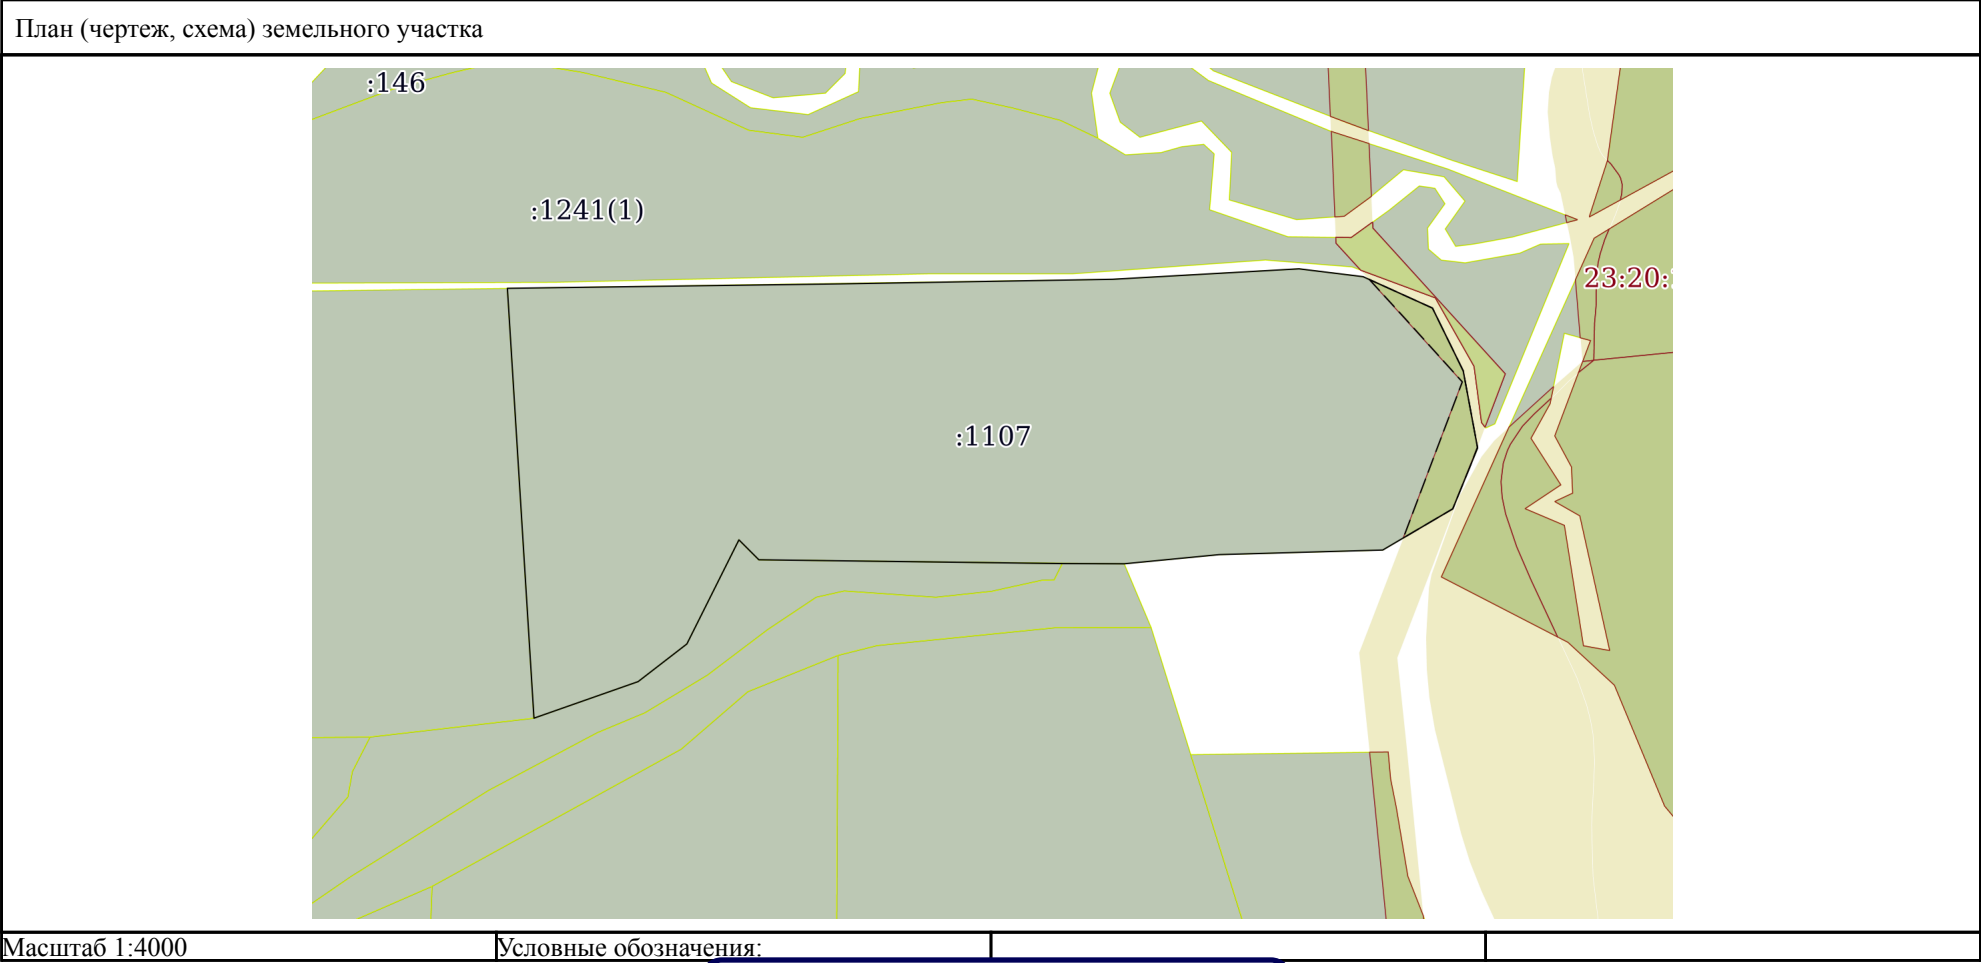 План (чертеж, схема) земельного участка
:146
:1241(1)
23:20:
:1107
Масштаб 1:4000
Условные обозначения: